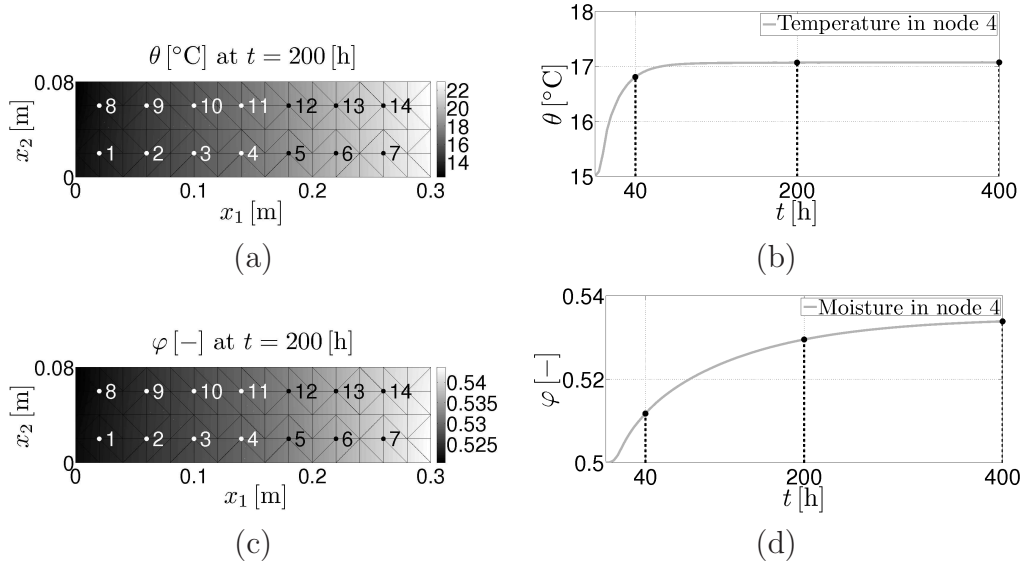 θ [°C] at t = 200 [h]
0.08
x₂ [m]
0
8 9 10 11 12 13 14
1 2 3 4 5 6 7
22
20
18
16
14
0 0.1 0.2 0.3
x₁ [m]
(a)
18
17
16
15
θ [°C]
Temperature in node 4
40 200 400
t [h]
(b)
φ [−] at t = 200 [h]
0.08
x₂ [m]
0
8 9 10 11 12 13 14
1 2 3 4 5 6 7
0.54
0.535
0.53
0.525
0 0.1 0.2 0.3
x₁ [m]
(c)
0.54
0.52
0.5
φ [−]
Moisture in node 4
40 200 400
t [h]
(d)